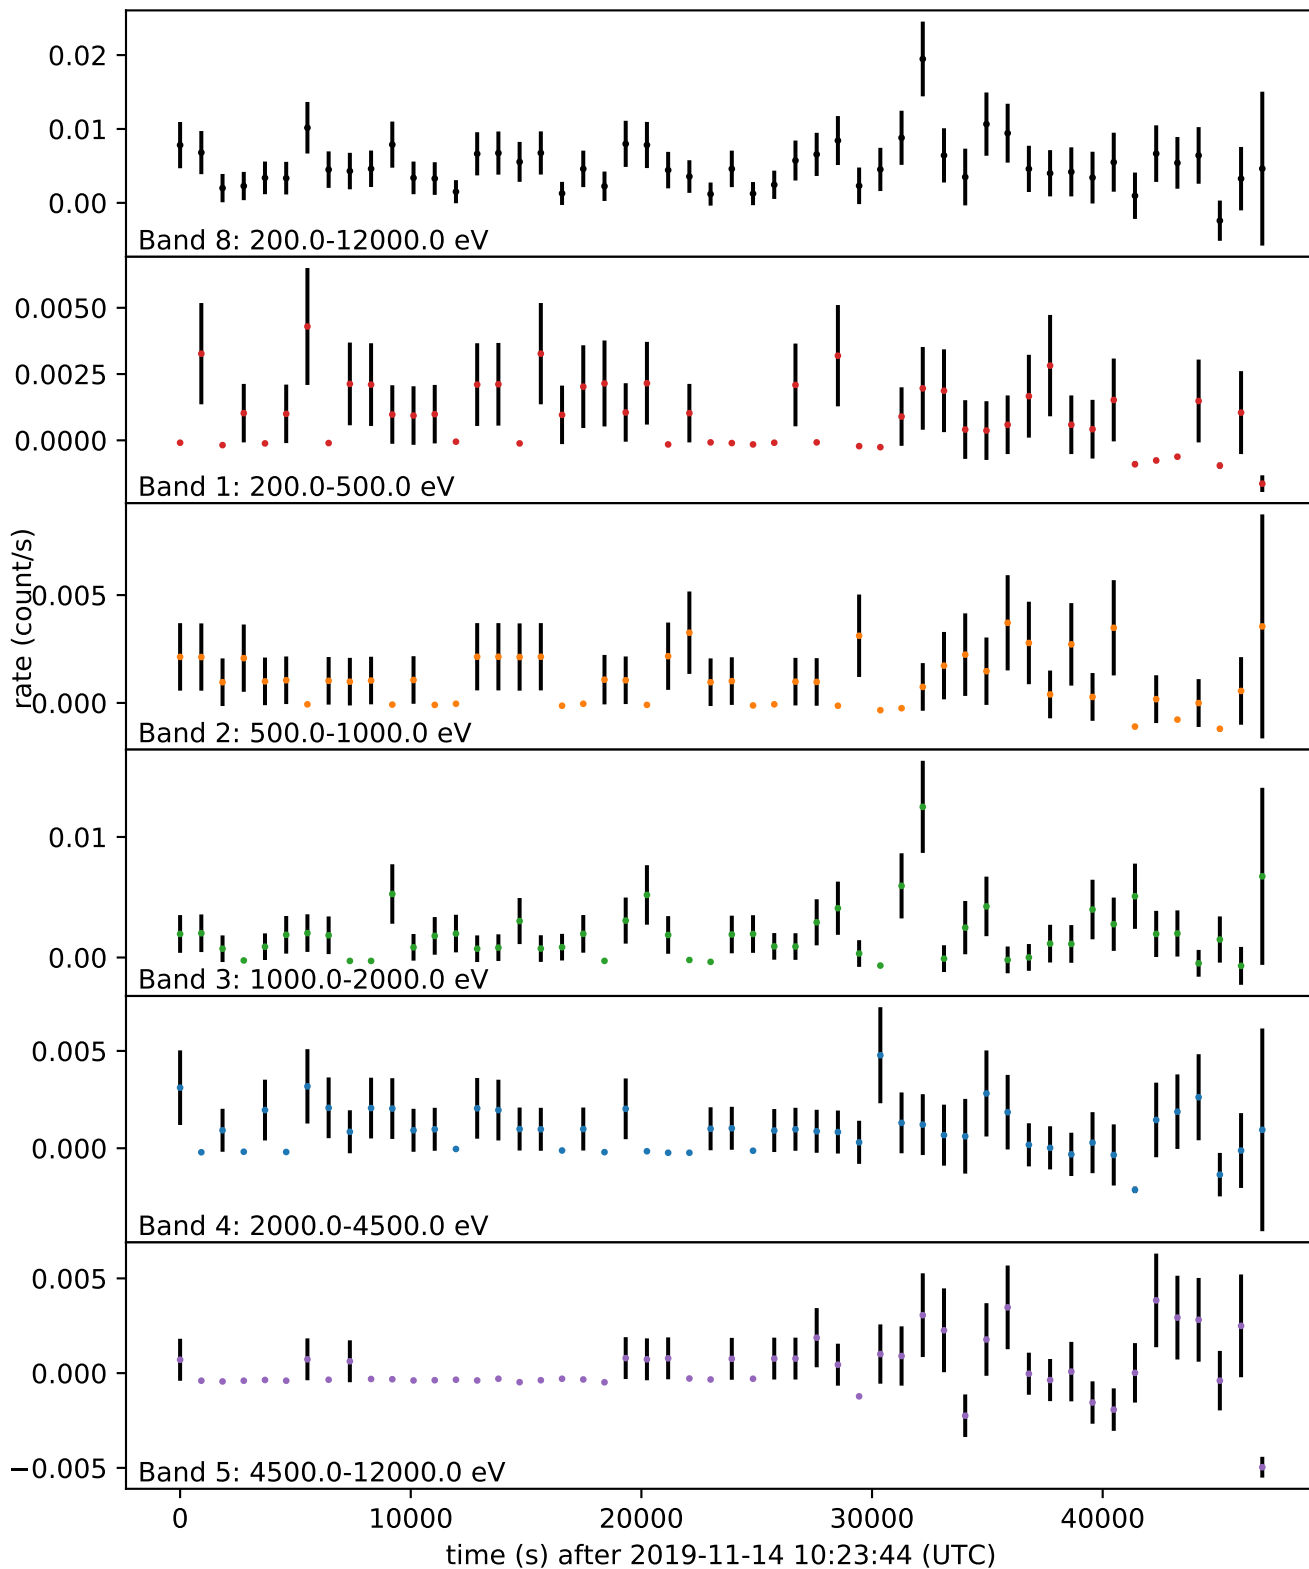 0.02
0.01
0.00
Band 8: 200.0-12000.0 eV
0.0050
0.0025
0.0000
Band 1: 200.0-500.0 eV
rate (count/s)
0.005
0.000
Band 2: 500.0-1000.0 eV
0.01
0.00
Band 3: 1000.0-2000.0 eV
0.005
0.000
Band 4: 2000.0-4500.0 eV
0.005
0.000
−0.005
Band 5: 4500.0-12000.0 eV
0 10000 20000 30000 40000
time (s) after 2019-11-14 10:23:44 (UTC)